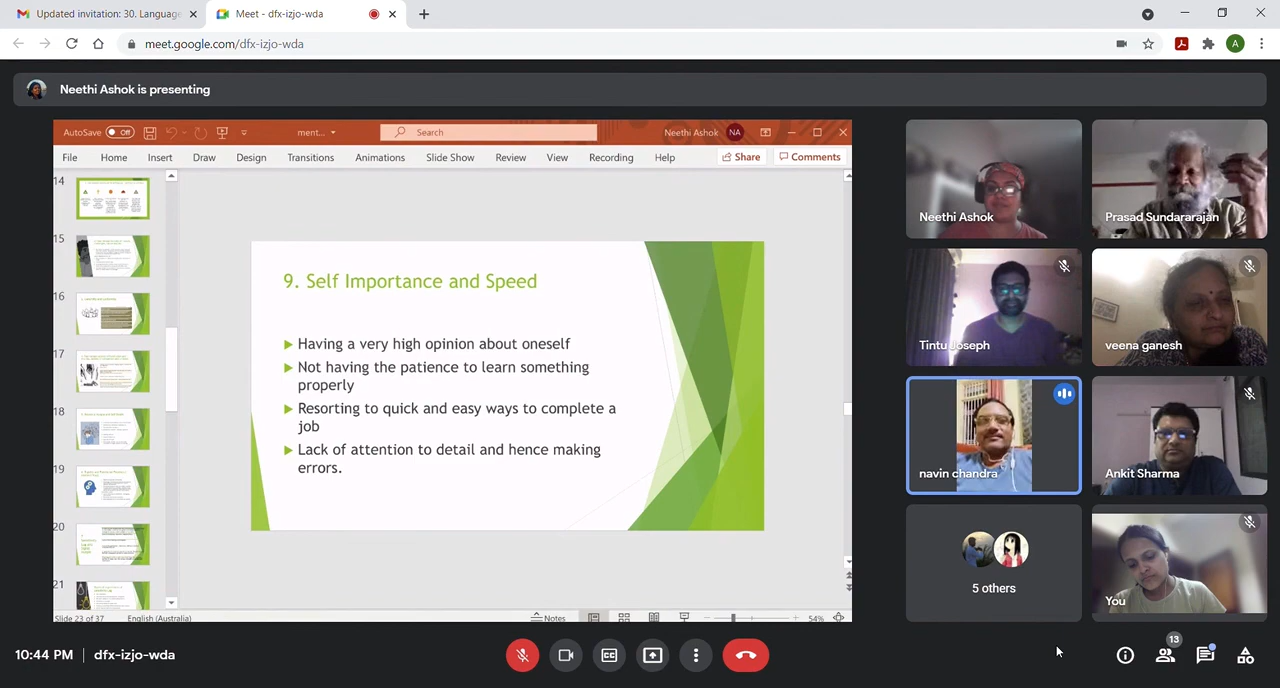 Updated invitation: 30. Language
Meet - dfx-izjo-wda
meet.google.com/dfx-izjo-wda
A
Neethi Ashok is presenting
AutoSave Off
ment...
Search
Neethi Ashok NA
File Home Insert Draw Design Transitions Animations Slide Show Review View Recording Help Share Comments
14
15
16
17
18
19
20
21
9. Self Importance and Speed
Having a very high opinion about oneself
Not having the patience to learn something
properly
Resorting to quick and easy ways to complete a
job
Lack of attention to detail and hence making
errors.
Slide 23 of 37 English (Australia) Notes 54%
Neethi Ashok
Prasad Sundararajan
Tintu Joseph
veena ganesh
navin chandra
Ankit Sharma
5 others
You
10:44 PM | dfx-izjo-wda
CC
13